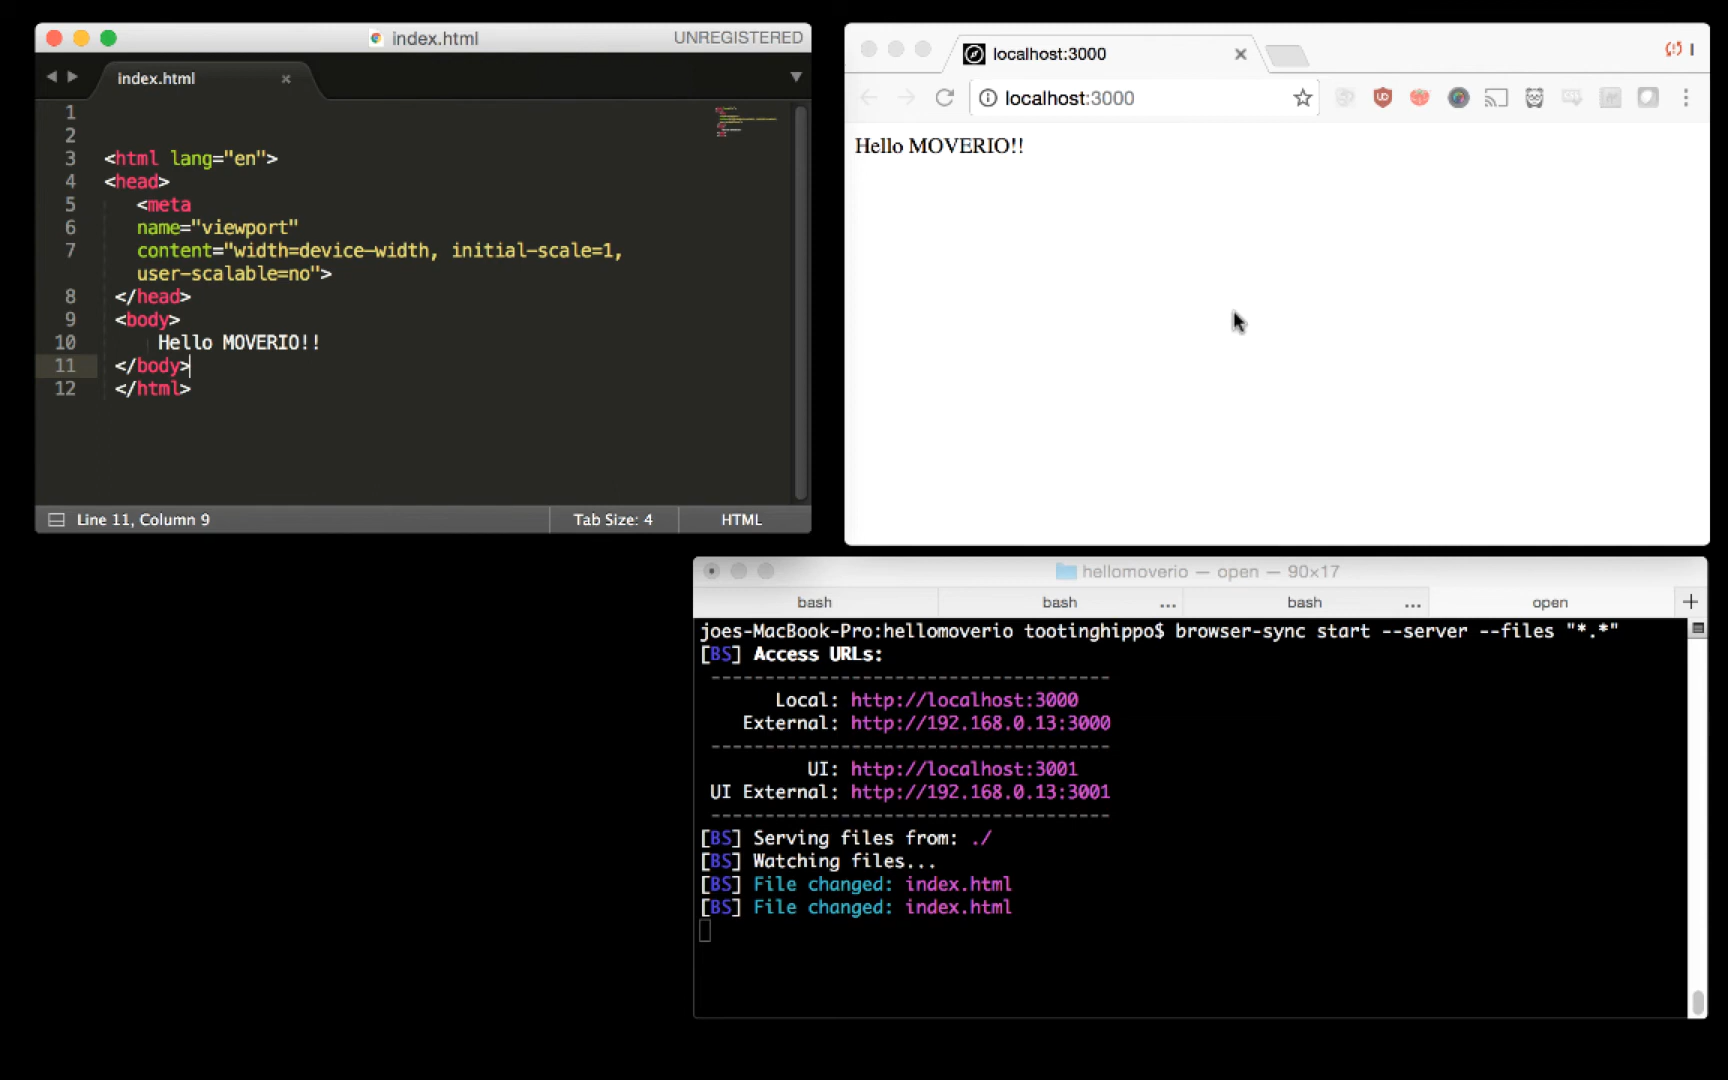 index.html
UNREGISTERED
index.html
1
2
3 <html lang="en">
4 <head>
5 <meta
6 name="viewport"
7 content="width=device-width, initial-scale=1,
user-scalable=no">
8 </head>
9 <body>
10 Hello MOVERIO!!
11 </body>
12 </html>
Line 11, Column 9
Tab Size: 4
HTML
localhost:3000
localhost:3000
Hello MOVERIO!!
hellomoverio — open — 90×17
bash
bash ...
bash ...
open
joes-MacBook-Pro:hellomoverio tootinghippo$ browser-sync start --server --files "*.*"
[BS] Access URLs:
-------------------------------------
Local: http://localhost:3000
External: http://192.168.0.13:3000
-------------------------------------
UI: http://localhost:3001
UI External: http://192.168.0.13:3001
-------------------------------------
[BS] Serving files from: ./
[BS] Watching files...
[BS] File changed: index.html
[BS] File changed: index.html